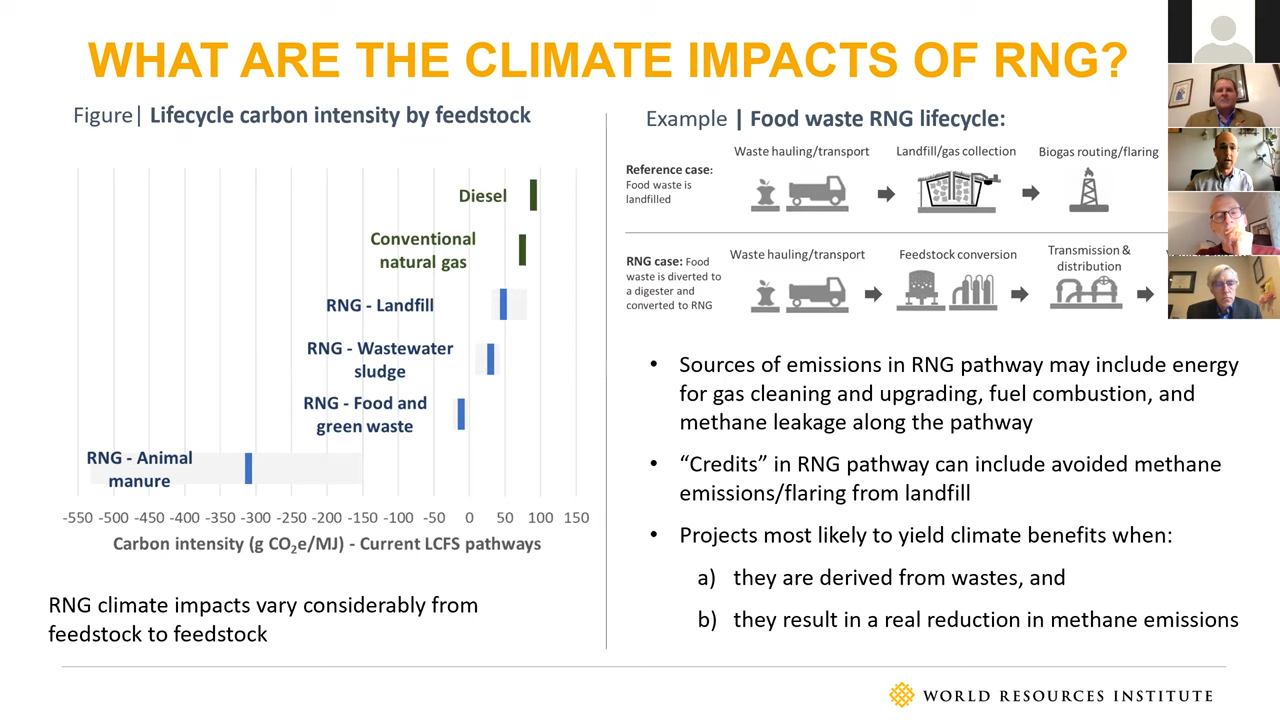 WHAT ARE THE CLIMATE IMPACTS OF RNG?
Figure| Lifecycle carbon intensity by feedstock
Diesel
Conventional
natural gas
RNG - Landfill
RNG - Wastewater
sludge
RNG - Food and
green waste
RNG - Animal
manure
-550 -500 -450 -400 -350 -300 -250 -200 -150 -100 -50 0 50 100 150
Carbon intensity (g CO₂e/MJ) - Current LCFS pathways
RNG climate impacts vary considerably from
feedstock to feedstock
Example | Food waste RNG lifecycle:
Waste hauling/transport Landfill/gas collection Biogas routing/flaring
Reference case:
Food waste is
landfilled
Waste hauling/transport Feedstock conversion Transmission &
distribution
RNG case: Food
waste is diverted to
a digester and
converted to RNG
• Sources of emissions in RNG pathway may include energy
for gas cleaning and upgrading, fuel combustion, and
methane leakage along the pathway
• “Credits” in RNG pathway can include avoided methane
emissions/flaring from landfill
• Projects most likely to yield climate benefits when:
a) they are derived from wastes, and
b) they result in a real reduction in methane emissions
WORLD RESOURCES INSTITUTE